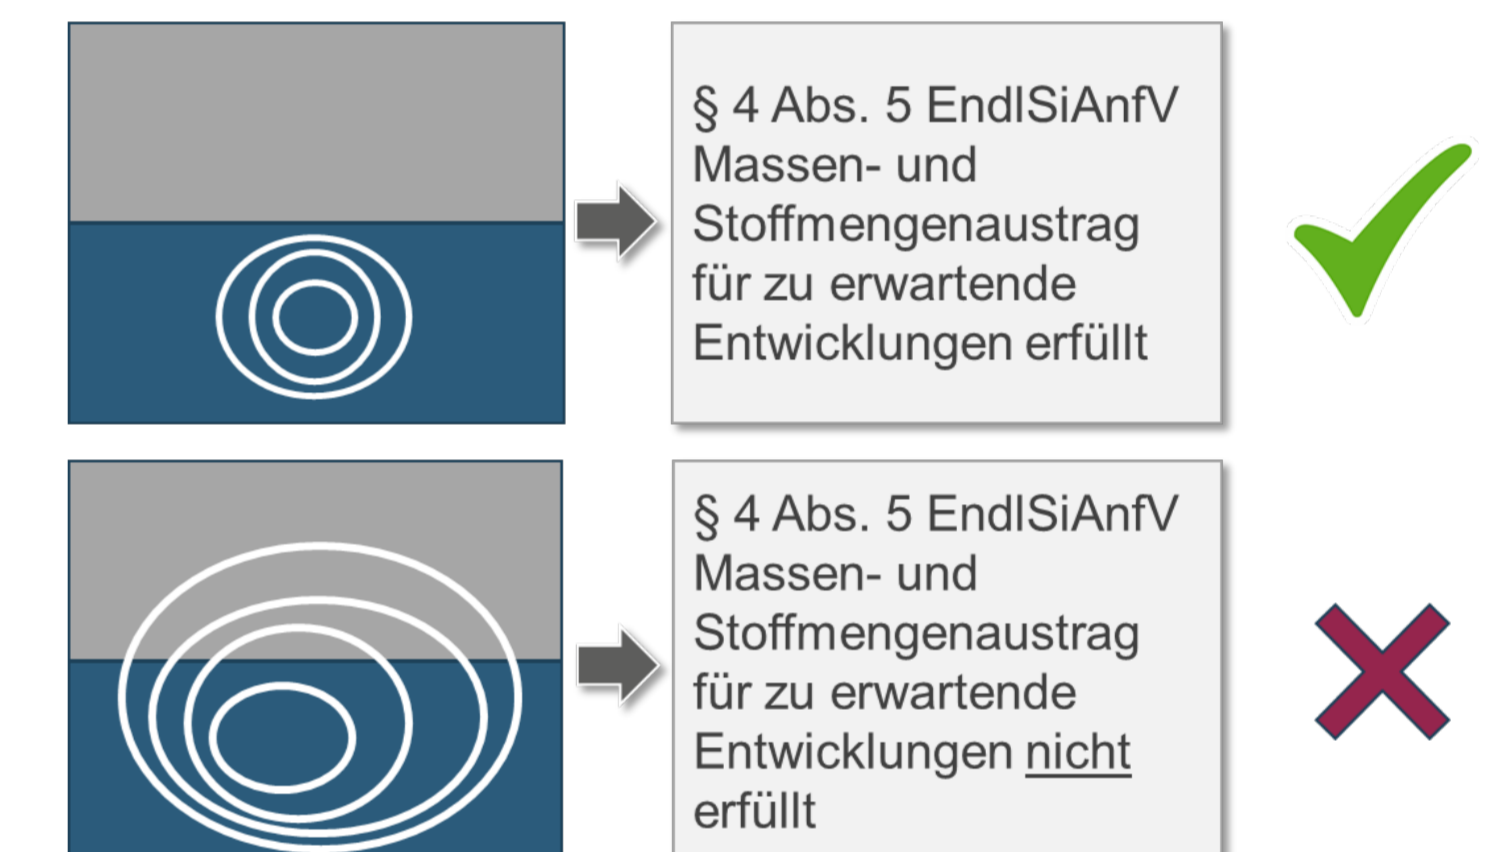 § 4 Abs. 5 EndlSiAnfV
Massen- und
Stoffmengenaustrag
für zu erwartende
Entwicklungen erfüllt
§ 4 Abs. 5 EndlSiAnfV
Massen- und
Stoffmengenaustrag
für zu erwartende
Entwicklungen nicht
erfüllt